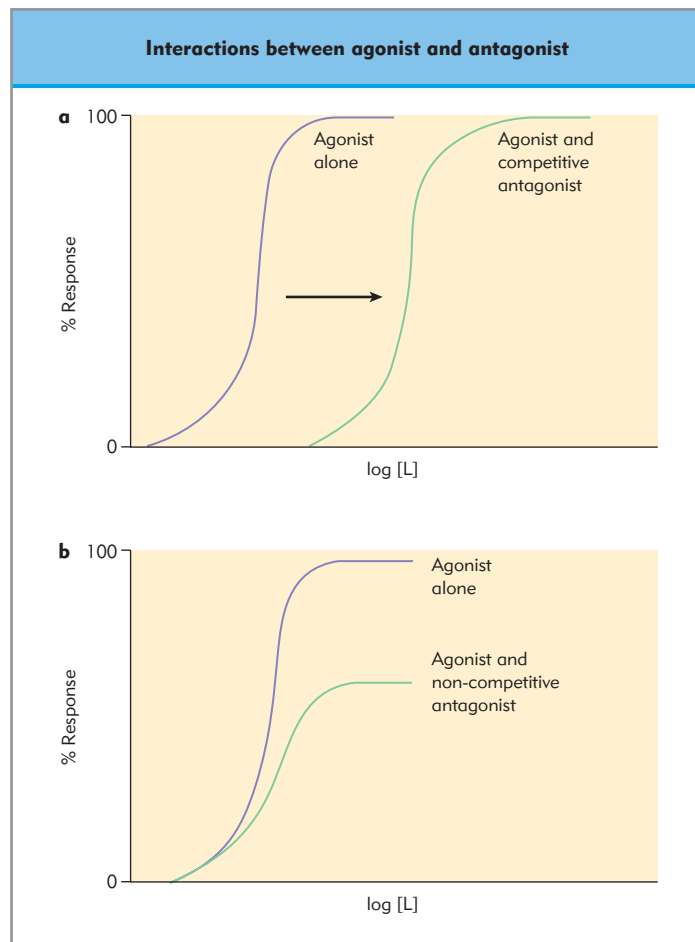 Interactions between agonist and antagonist
a
100
Agonist
alone
Agonist and
competitive
antagonist
% Response
0
log [L]
b
100
Agonist
alone
Agonist and
non-competitive
antagonist
% Response
0
log [L]